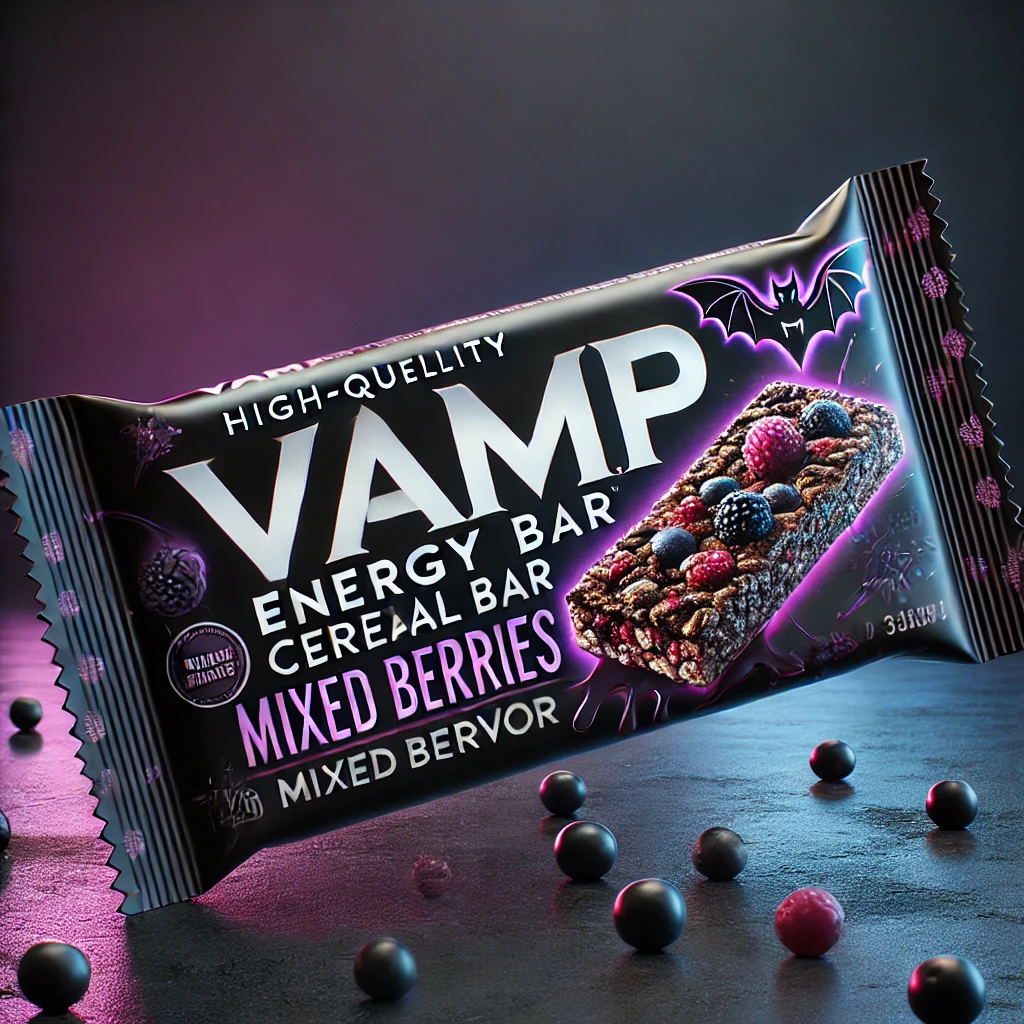 HIGH-QUELLITY
VAMP
ENERGY BAR
CEREAL BAR
MIXED BERRIES
MIXED BERVOR